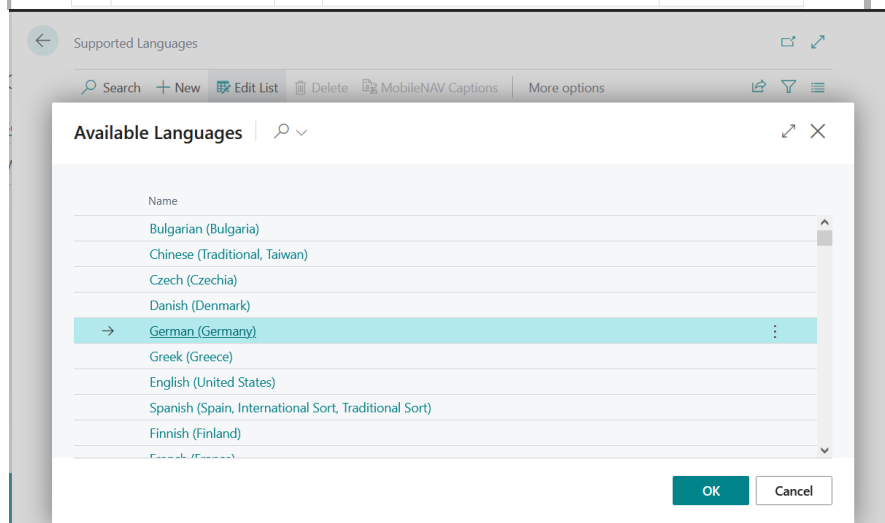 Supported Languages
Search New Edit List Delete MobileNAV Captions More options
Available Languages
Name
Bulgarian (Bulgaria)
Chinese (Traditional, Taiwan)
Czech (Czechia)
Danish (Denmark)
German (Germany)
Greek (Greece)
English (United States)
Spanish (Spain, International Sort, Traditional Sort)
Finnish (Finland)
French (France)
OK Cancel